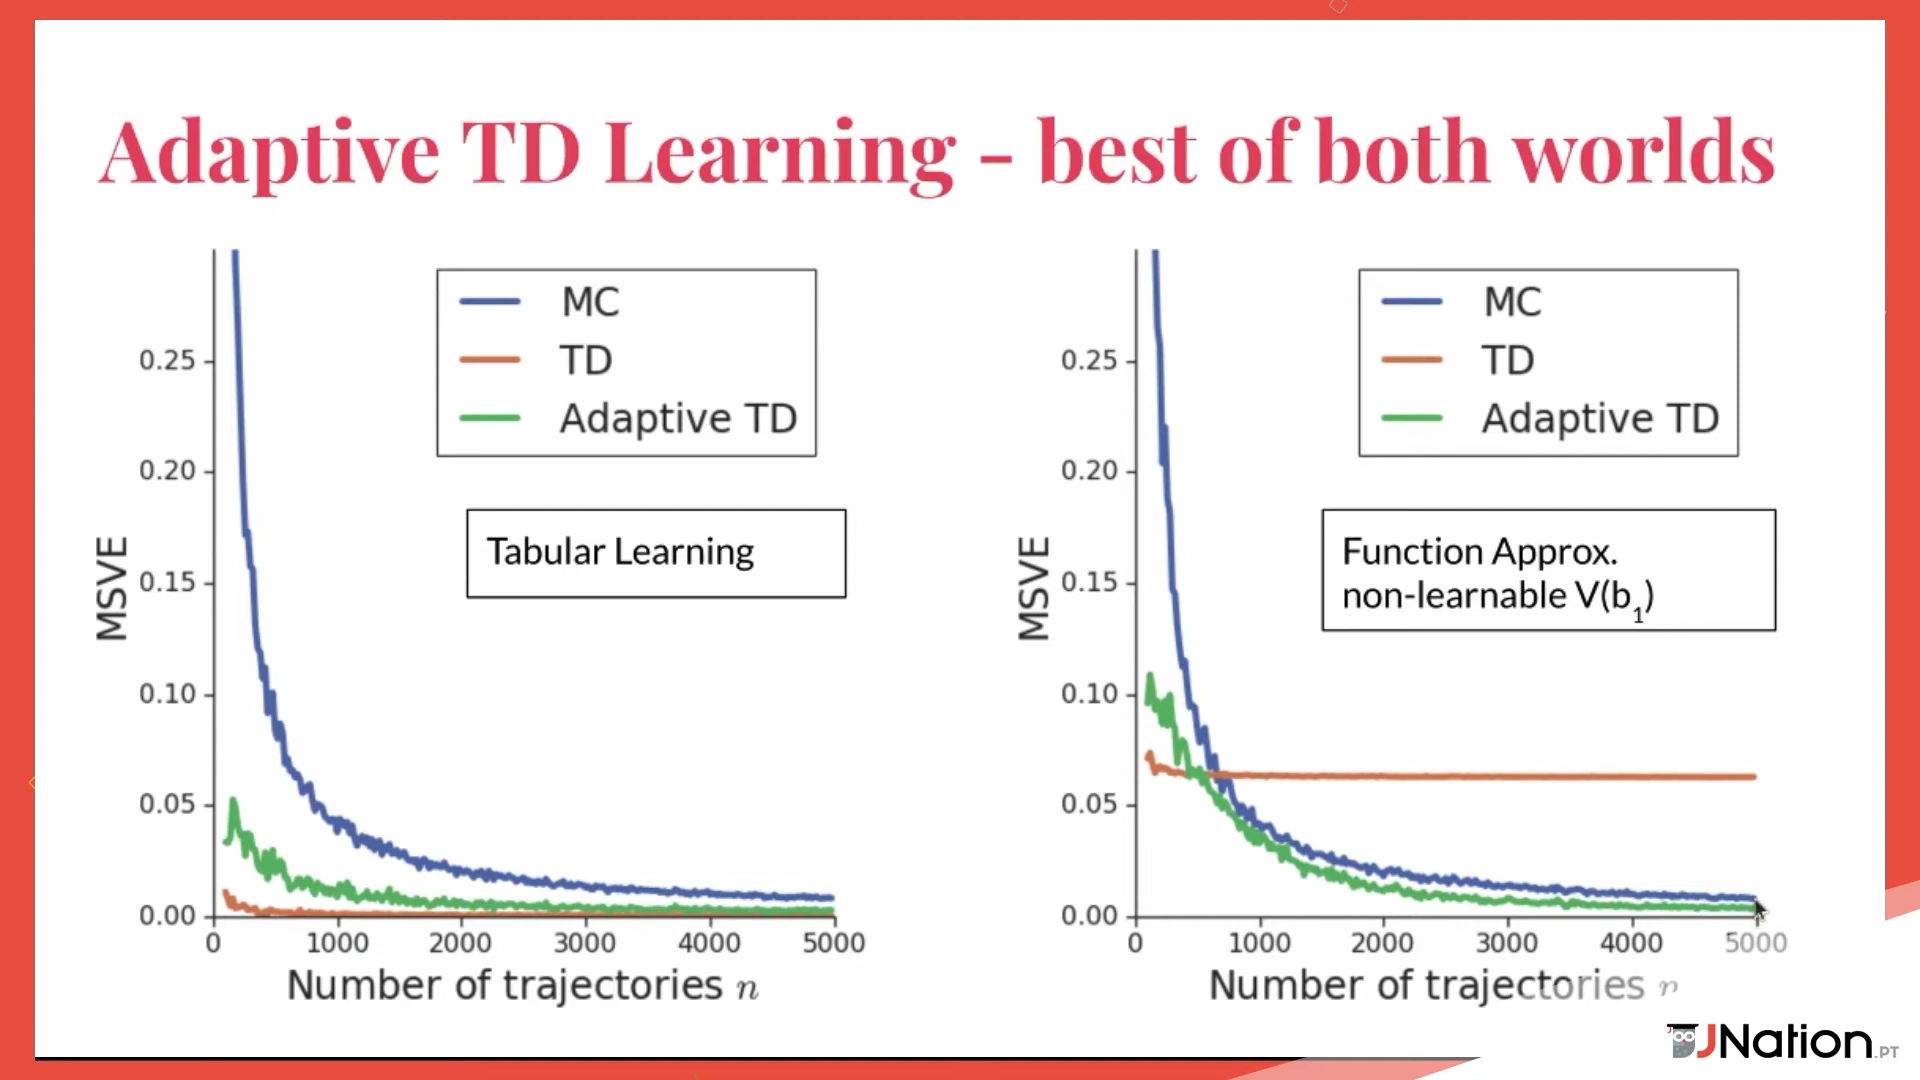 Adaptive TD Learning - best of both worlds
MC
TD
Adaptive TD
Tabular Learning
MSVE
0.25
0.20
0.15
0.10
0.05
0.00
0 1000 2000 3000 4000 5000
Number of trajectories n
MC
TD
Adaptive TD
Function Approx.
non-learnable V(b1)
MSVE
0.25
0.20
0.15
0.10
0.05
0.00
0 1000 2000 3000 4000 5000
Number of trajectories n
JNation.PT